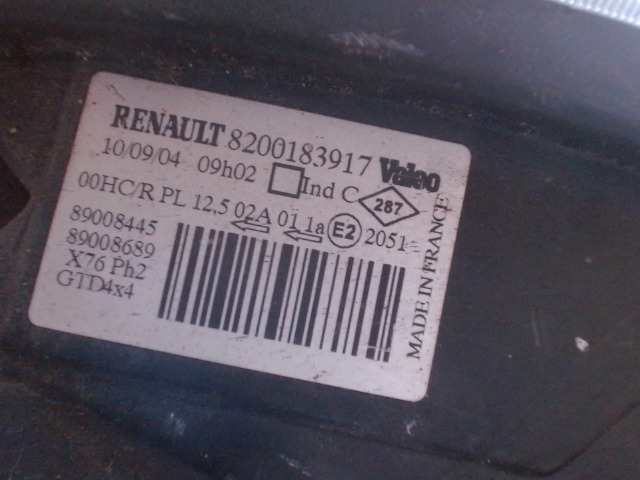 RENAULT 8200183917 Valeo
10/09/04 09h02 Ind C 287
00HC/R PL 12,5 02A 01 1a E2 2051
89008445
89008689
X76 Ph2
GTD4x4
MADE IN FRANCE